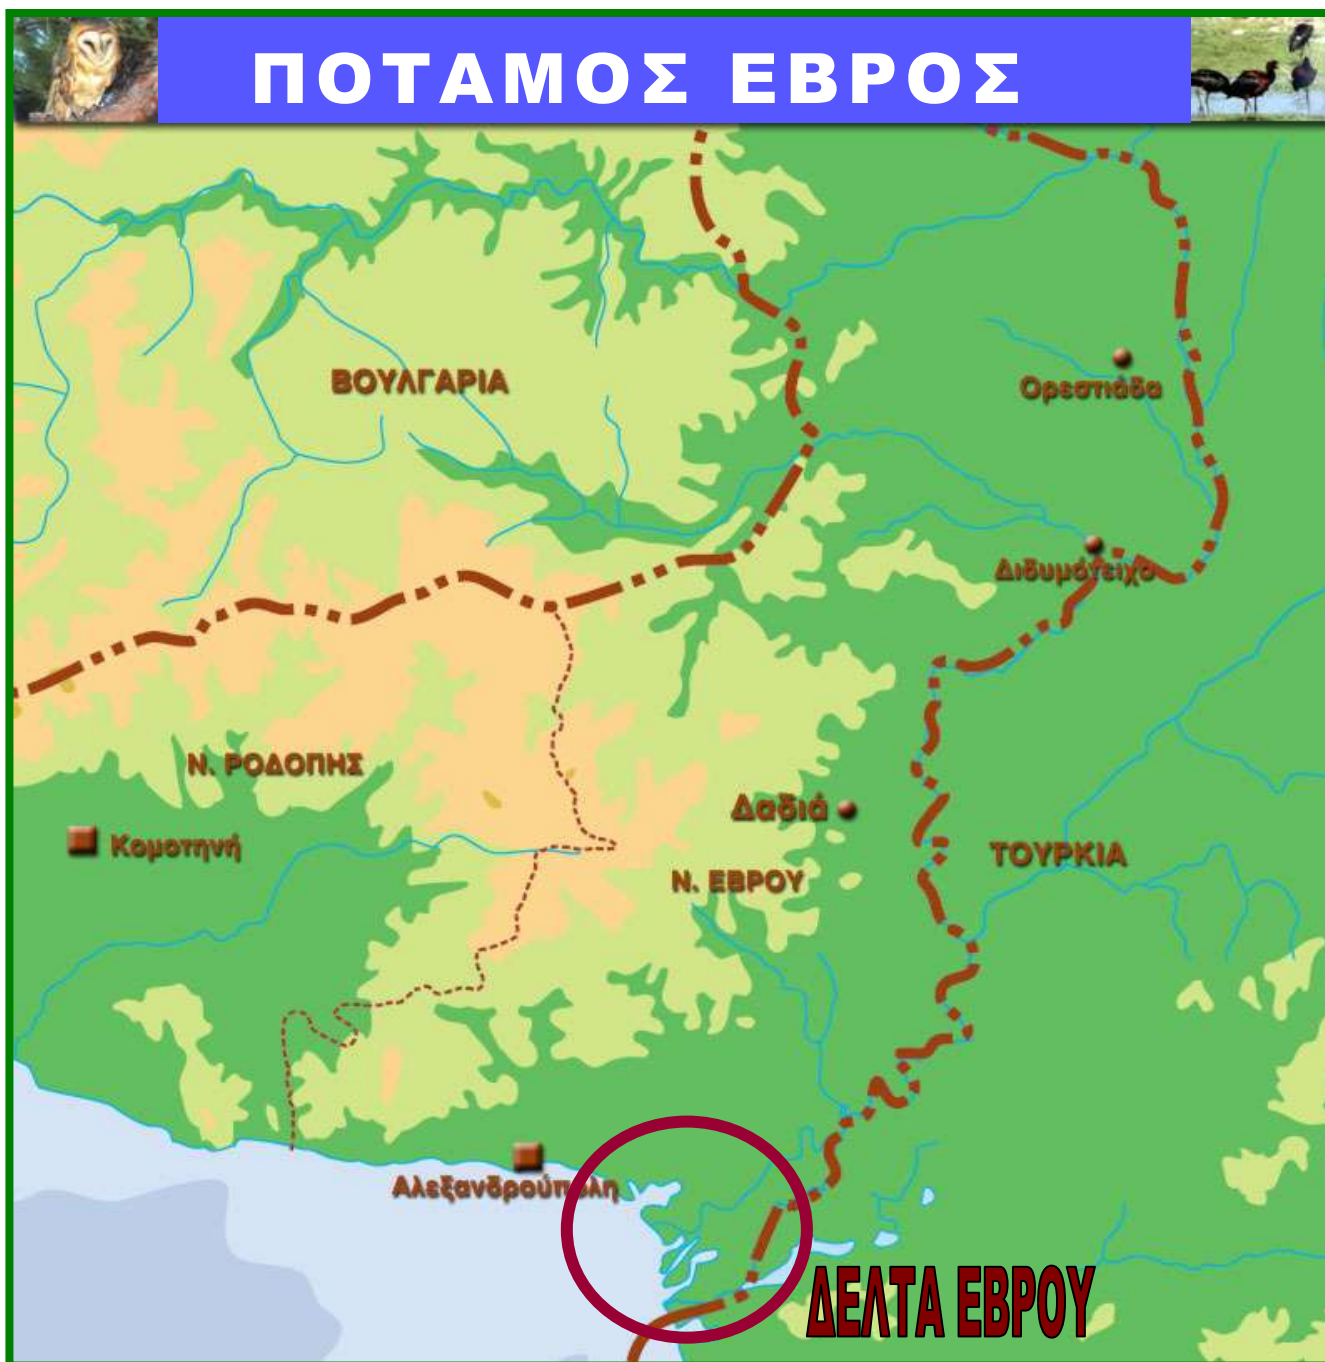 ΠΟΤΑΜΟΣ ΕΒΡΟΣ
ΒΟΥΛΓΑΡΙΑ
Ορεστιάδα
Διδυμότειχο
Ν. ΡΟΔΟΠΗΣ
Δαδιά
Κομοτηνή
ΤΟΥΡΚΙΑ
Ν. ΕΒΡΟΥ
Αλεξανδρούπολη
ΔΕΛΤΑ ΕΒΡΟΥ